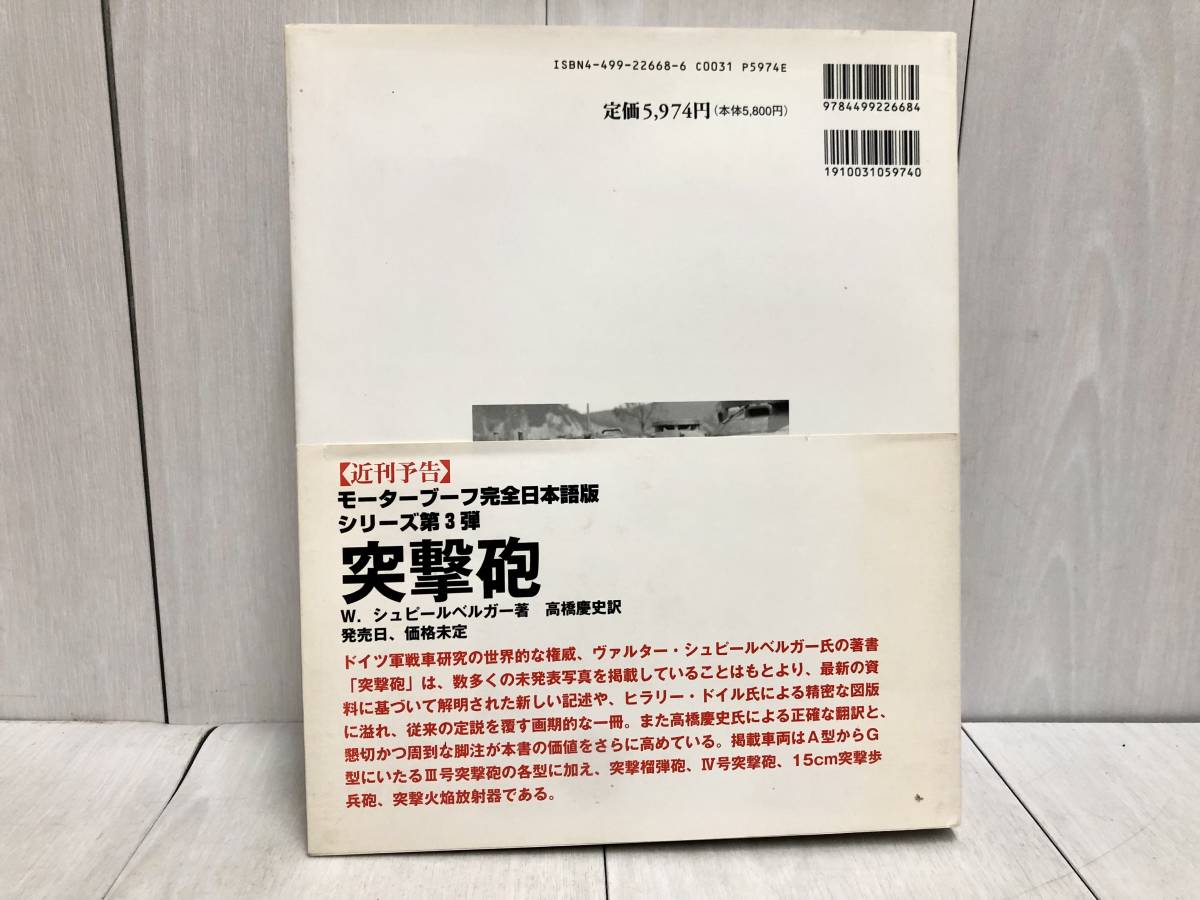 ISBN4-499-22668-6 C0031 P5974E
定価5,974円(本体5,800円)
9784499226684
1910031059740
【近刊予告】
モーターブーフ完全日本語版
シリーズ第3弾
突撃砲
W．シュピールベルガー著　高橋慶史訳
発売日、価格未定
ドイツ軍戦車研究の世界的な権威、ヴァルター・シュピールベルガー氏の著書
「突撃砲」は、数多くの未発表写真を掲載していることはもとより、最新の資
料に基づいて解明された新しい記述や、ヒラリー・ドイル氏による精密な図版
に溢れ、従来の定説を覆す画期的な一冊。また高橋慶史氏による正確な翻訳と、
懇切かつ周到な脚注が本書の価値をさらに高めている。掲載車両はA型からG
型にいたるⅢ号突撃砲の各型に加え、突撃榴弾砲、Ⅳ号突撃砲、15cm突撃歩
兵砲、突撃火焔放射器である。